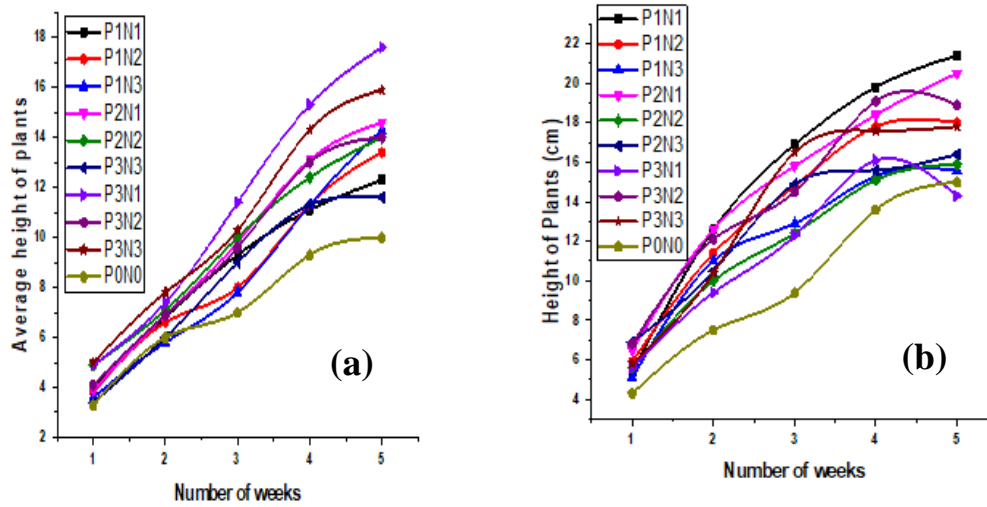 Average height of plants
18
16
14
12
10
8
6
4
2
P1N1
P1N2
P1N3
P2N1
P2N2
P3N3
P3N1
P3N2
P3N3
P0N0
(a)
1 2 3 4 5
Number of weeks
Height of Plants (cm)
22
20
18
16
14
12
10
8
6
4
P1N1
P1N2
P1N3
P2N1
P2N2
P2N3
P3N1
P3N2
P3N3
P0N0
(b)
1 2 3 4 5
Number of weeks